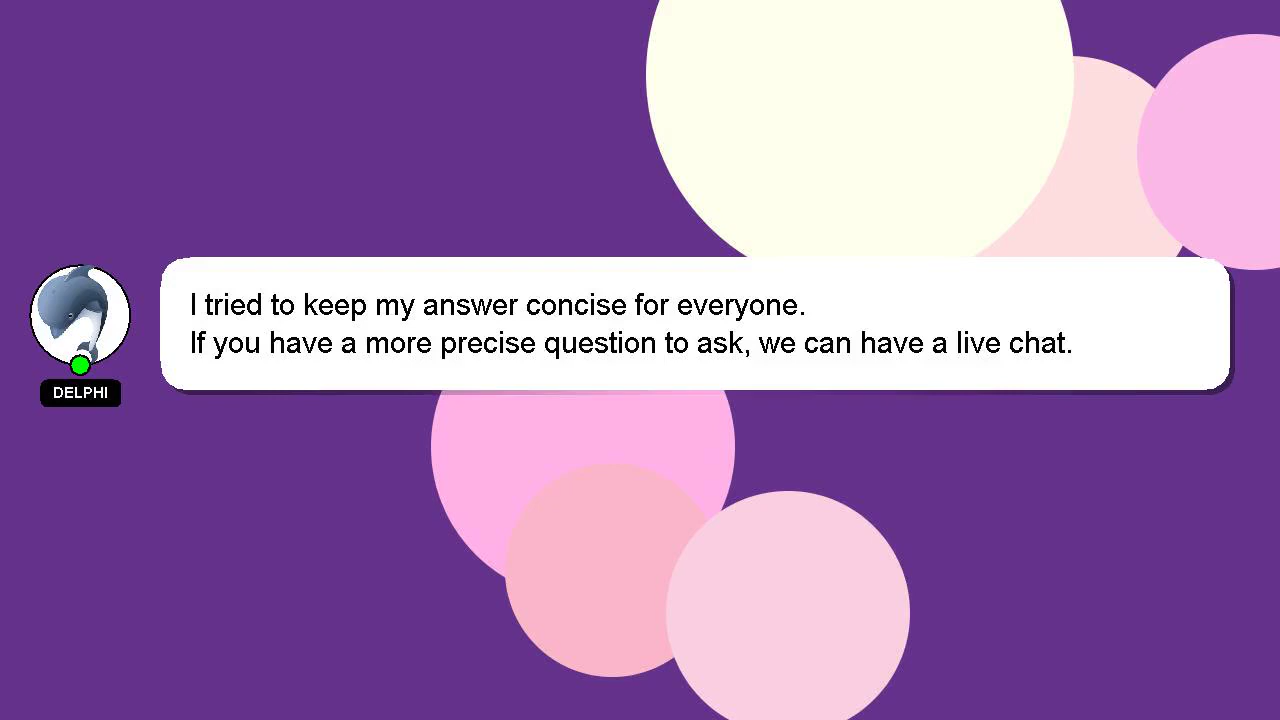 I tried to keep my answer concise for everyone.
If you have a more precise question to ask, we can have a live chat.
DELPHI